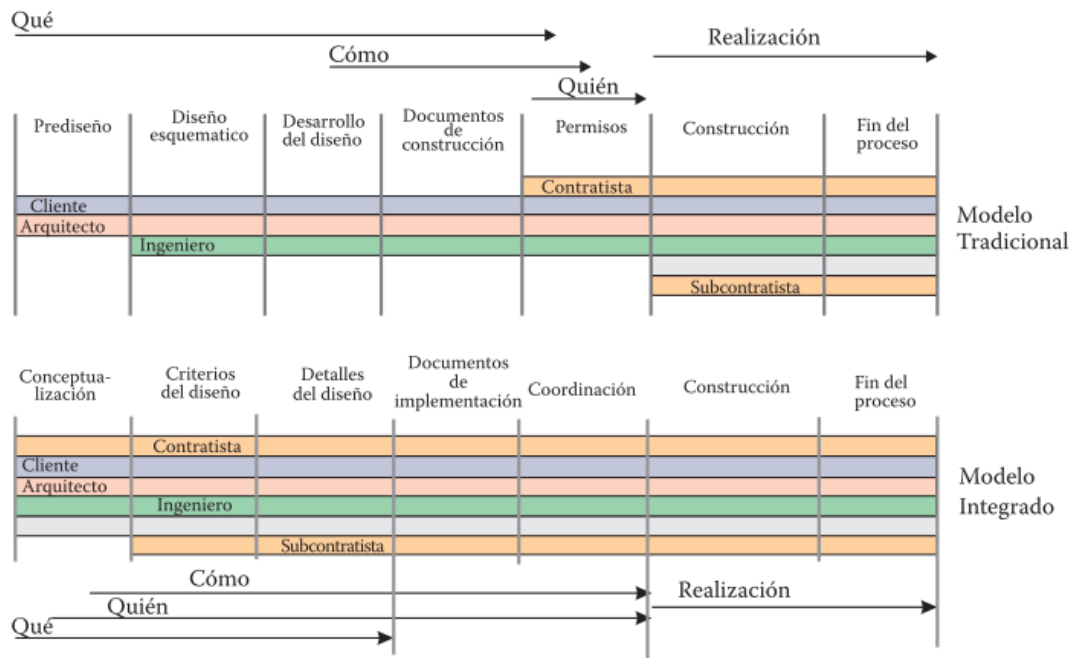 Qué
Cómo
Realización
Quién
Prediseño
Diseño
esquematico
Desarrollo
del diseño
Documentos
de
construcción
Permisos
Construcción
Fin del
proceso
Contratista
Cliente
Arquitecto
Ingeniero
Subcontratista
Modelo
Tradicional
Conceptua-
lización
Criterios
del diseño
Detalles
del diseño
Documentos
de
implementación
Coordinación
Construcción
Fin del
proceso
Contratista
Cliente
Arquitecto
Ingeniero
Subcontratista
Modelo
Integrado
Cómo
Realización
Quién
Qué